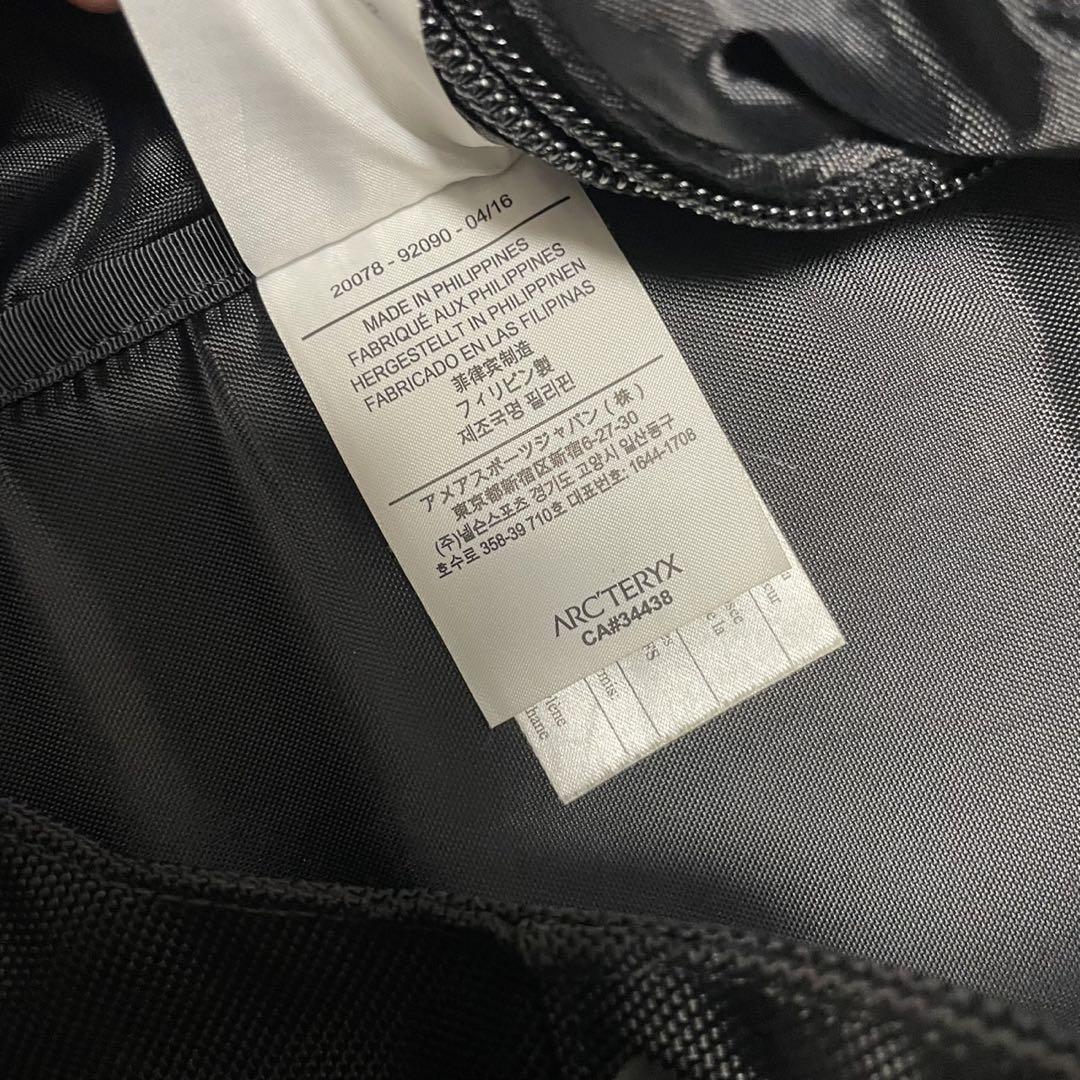 20078 - 92090 - 04/16
MADE IN PHILIPPINES
FABRIQUÉ AUX PHILIPPINES
HERGESTELLT IN PHILIPPINEN
FABRICADO EN LAS FILIPINAS
菲律宾制造
フィリピン製
제조국명 필리핀
アメアスポーツジャパン(株)
東京都新宿区新宿6-27-30
(주)넬슨스포츠 경기도 고양시 일산동구
호수로 358-39 710호 대표번호: 1644-1708
ARC'TERYX
CA#34438